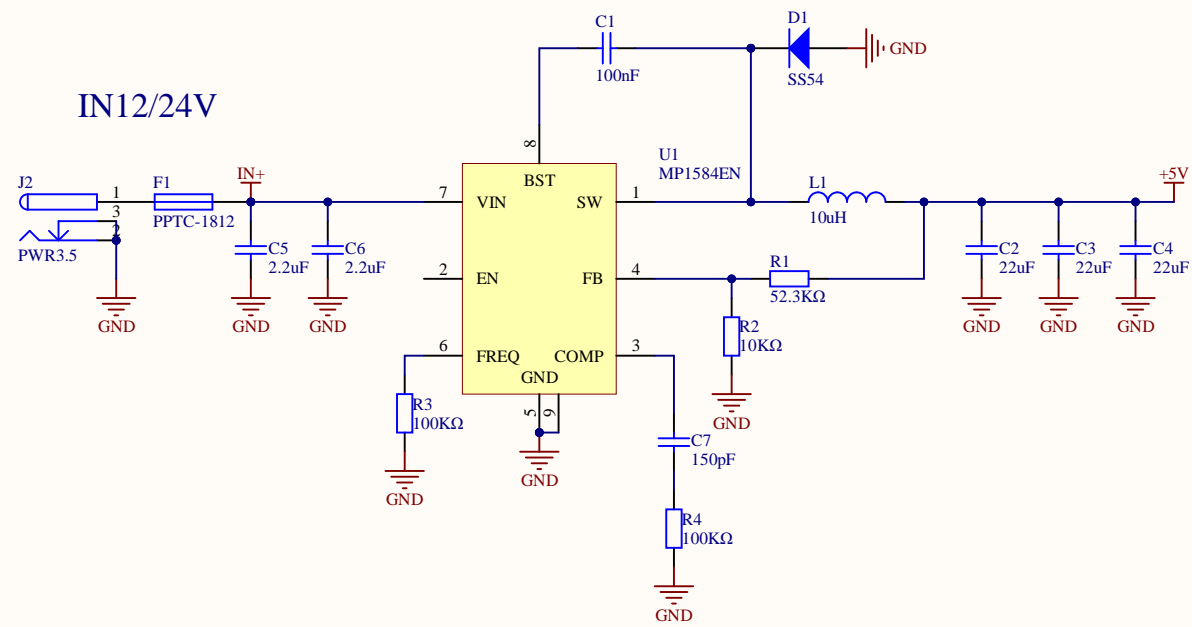 C1
100nF
D1
SS54
GND
IN12/24V
8
BST
U1
MP1584EN
J2
1
3
2
PWR3.5
F1
PPTC-1812
IN+
7
VIN
SW
1
L1
10uH
+5V
C5
2.2uF
C6
2.2uF
2
EN
FB
4
R1
52.3KΩ
C2
22uF
C3
22uF
C4
22uF
GND
GND
GND
GND
GND
GND
R2
10KΩ
6
FREQ
COMP
3
GND
5
9
R3
100KΩ
GND
GND
GND
C7
150pF
R4
100KΩ
GND